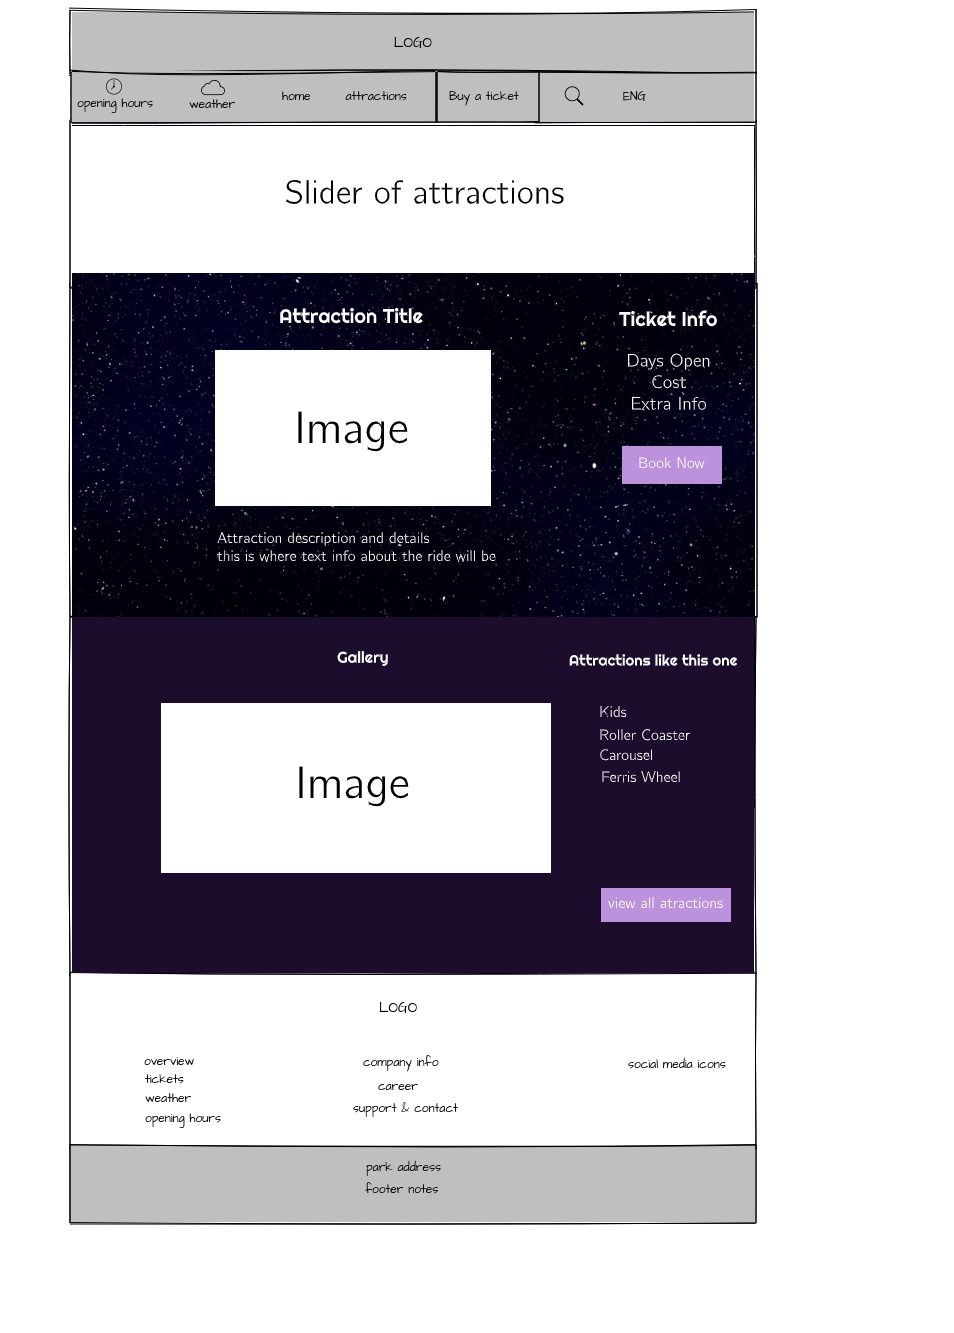 LOGO
opening hours
weather
home
attractions
Buy a ticket
ENG
Slider of attractions
Attraction Title
Image
Attraction description and details
this is where text info about the ride will be
Ticket Info
Days Open
Cost
Extra Info
Book Now
Gallery
Image
Attractions like this one
Kids
Roller Coaster
Carousel
Ferris Wheel
view all atractions
LOGO
overview
tickets
weather
opening hours
company info
career
support & contact
social media icons
park address
footer notes